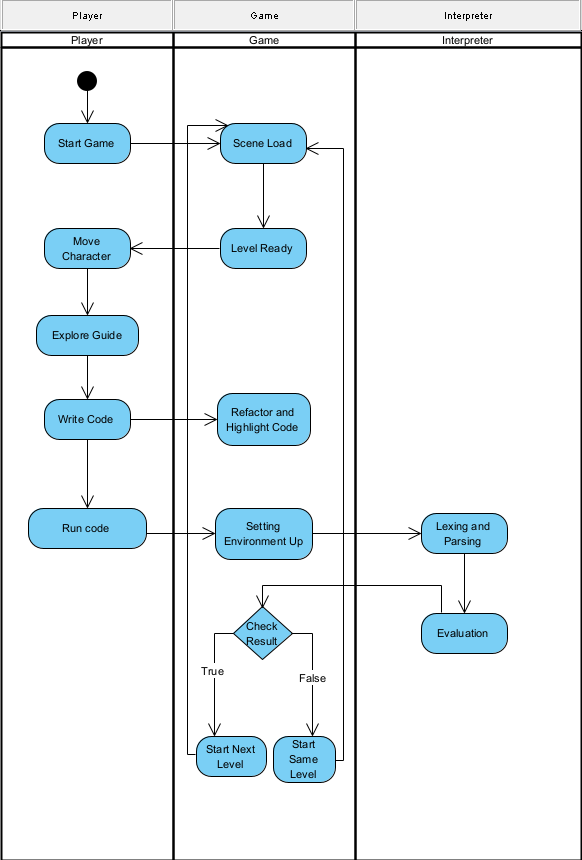 Player
Game
Interpreter
Player
Game
Interpreter
Start Game
Scene Load
Move
Character
Level Ready
Explore Guide
Write Code
Refactor and
Highlight Code
Run code
Setting
Environment Up
Lexing and
Parsing
Check
Result
Evaluation
True
False
Start Next
Level
Start
Same
Level